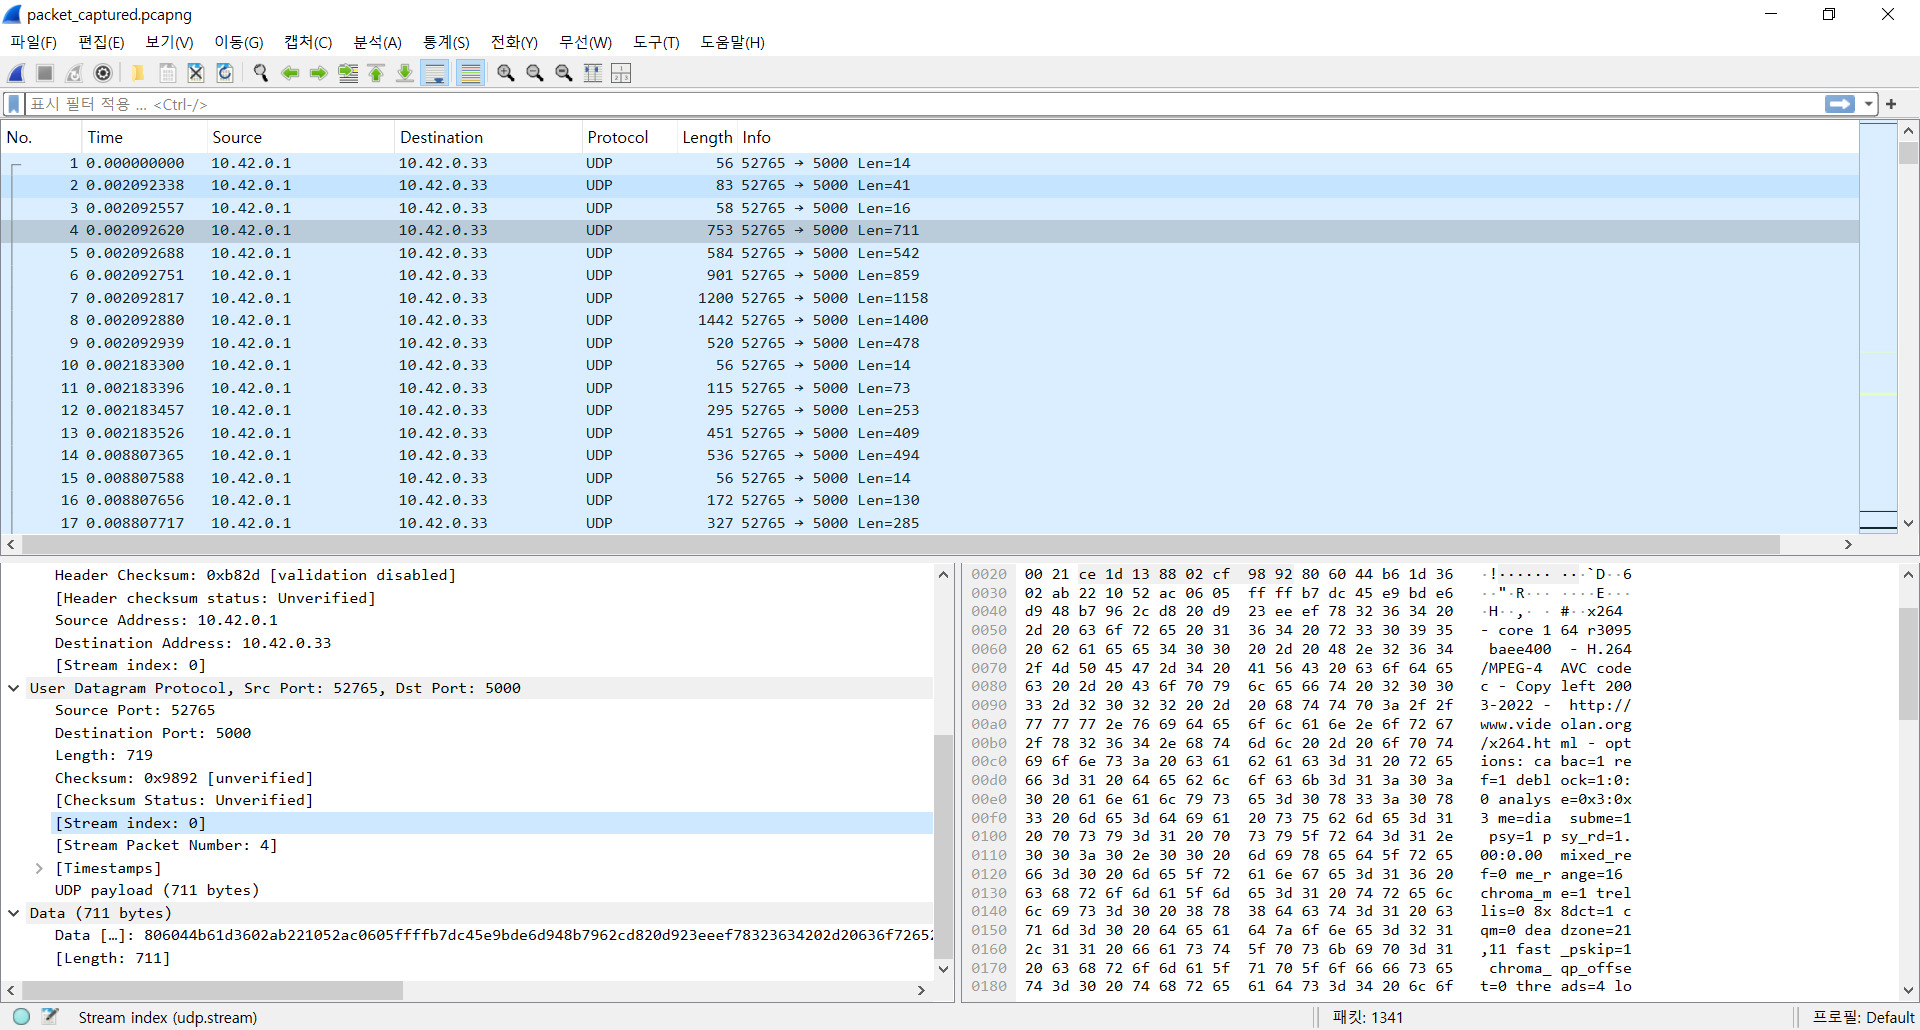 packet_captured.pcapng
파일(F) 편집(E) 보기(V) 이동(G) 캡처(C) 분석(A) 통계(S) 전화(Y) 무선(W) 도구(T) 도움말(H)
표시 필터 적용 ... <Ctrl-/>
No. Time Source Destination Protocol Length Info
1 0.000000000 10.42.0.1 10.42.0.33 UDP 56 52765 → 5000 Len=14
2 0.002092338 10.42.0.1 10.42.0.33 UDP 83 52765 → 5000 Len=41
3 0.002092557 10.42.0.1 10.42.0.33 UDP 58 52765 → 5000 Len=16
4 0.002092620 10.42.0.1 10.42.0.33 UDP 753 52765 → 5000 Len=711
5 0.002092688 10.42.0.1 10.42.0.33 UDP 584 52765 → 5000 Len=542
6 0.002092751 10.42.0.1 10.42.0.33 UDP 901 52765 → 5000 Len=859
7 0.002092817 10.42.0.1 10.42.0.33 UDP 1200 52765 → 5000 Len=1158
8 0.002092880 10.42.0.1 10.42.0.33 UDP 1442 52765 → 5000 Len=1400
9 0.002092939 10.42.0.1 10.42.0.33 UDP 520 52765 → 5000 Len=478
10 0.002183300 10.42.0.1 10.42.0.33 UDP 56 52765 → 5000 Len=14
11 0.002183396 10.42.0.1 10.42.0.33 UDP 115 52765 → 5000 Len=73
12 0.002183457 10.42.0.1 10.42.0.33 UDP 295 52765 → 5000 Len=253
13 0.002183526 10.42.0.1 10.42.0.33 UDP 451 52765 → 5000 Len=409
14 0.008807365 10.42.0.1 10.42.0.33 UDP 536 52765 → 5000 Len=494
15 0.008807588 10.42.0.1 10.42.0.33 UDP 56 52765 → 5000 Len=14
16 0.008807656 10.42.0.1 10.42.0.33 UDP 172 52765 → 5000 Len=130
17 0.008807717 10.42.0.1 10.42.0.33 UDP 327 52765 → 5000 Len=285
Header Checksum: 0xb82d [validation disabled]
[Header checksum status: Unverified]
Source Address: 10.42.0.1
Destination Address: 10.42.0.33
[Stream index: 0]
User Datagram Protocol, Src Port: 52765, Dst Port: 5000
Source Port: 52765
Destination Port: 5000
Length: 719
Checksum: 0x9892 [unverified]
[Checksum Status: Unverified]
[Stream index: 0]
[Stream Packet Number: 4]
[Timestamps]
UDP payload (711 bytes)
Data (711 bytes)
Data […]: 806044b61d3602ab221052ac0605ffffb7dc45e9bde6d948b7962cd820d923eeef78323634202d20636f7265
[Length: 711]
0020 00 21 ce 1d 13 88 02 cf 98 92 80 60 44 b6 1d 36 ·!······ ···`D··6
0030 02 ab 22 10 52 ac 06 05 ff ff b7 dc 45 e9 bd e6 ··"·R··· ····E···
0040 d9 48 b7 96 2c d8 20 d9 23 ee ef 78 32 36 34 20 ·H··,· · #··x264
0050 2d 20 63 6f 72 65 20 31 36 34 20 72 33 30 39 35 - core 1 64 r3095
0060 20 62 61 65 65 34 30 30 20 2d 20 48 2e 32 36 34 baee400 - H.264
0070 2f 4d 50 45 47 2d 34 20 41 56 43 20 63 6f 64 65 /MPEG-4 AVC code
0080 63 20 2d 20 43 6f 70 79 6c 65 66 74 20 32 30 30 c - Copy left 200
0090 33 2d 32 30 32 32 20 2d 20 68 74 74 70 3a 2f 2f 3-2022 - http://
00a0 77 77 77 2e 76 69 64 65 6f 6c 61 6e 2e 6f 72 67 www.vide olan.org
00b0 2f 78 32 36 34 2e 68 74 6d 6c 20 2d 20 6f 70 74 /x264.ht ml - opt
00c0 69 6f 6e 73 3a 20 63 61 62 61 63 3d 31 20 72 65 ions: ca bac=1 re
00d0 66 3d 31 20 64 65 62 6c 6f 63 6b 3d 31 3a 30 3a f=1 debl ock=1:0:
00e0 30 20 61 6e 61 6c 79 73 65 3d 30 78 33 3a 30 78 0 analys e=0x3:0x
00f0 33 20 6d 65 3d 64 69 61 20 73 75 62 6d 65 3d 31 3 me=dia subme=1
0100 20 70 73 79 3d 31 20 70 73 79 5f 72 64 3d 31 2e psy=1 p sy_rd=1.
0110 30 30 3a 30 2e 30 30 20 6d 69 78 65 64 5f 72 65 00:0.00 mixed_re
0120 66 3d 30 20 6d 65 5f 72 61 6e 67 65 3d 31 36 20 f=0 me_r ange=16
0130 63 68 72 6f 6d 61 5f 6d 65 3d 31 20 74 72 65 6c chroma_m e=1 trel
0140 6c 69 73 3d 30 20 38 78 38 64 63 74 3d 31 20 63 lis=0 8x 8dct=1 c
0150 71 6d 3d 30 20 64 65 61 64 7a 6f 6e 65 3d 32 31 qm=0 dea dzone=21
0160 2c 31 31 20 66 61 73 74 5f 70 73 6b 69 70 3d 31 ,11 fast _pskip=1
0170 20 63 68 72 6f 6d 61 5f 71 70 5f 6f 66 66 73 65 chroma_ qp_offse
0180 74 3d 30 20 74 68 72 65 61 64 73 3d 34 20 6c 6f t=0 thre ads=4 lo
Stream index (udp.stream) 패킷: 1341 프로필: Default